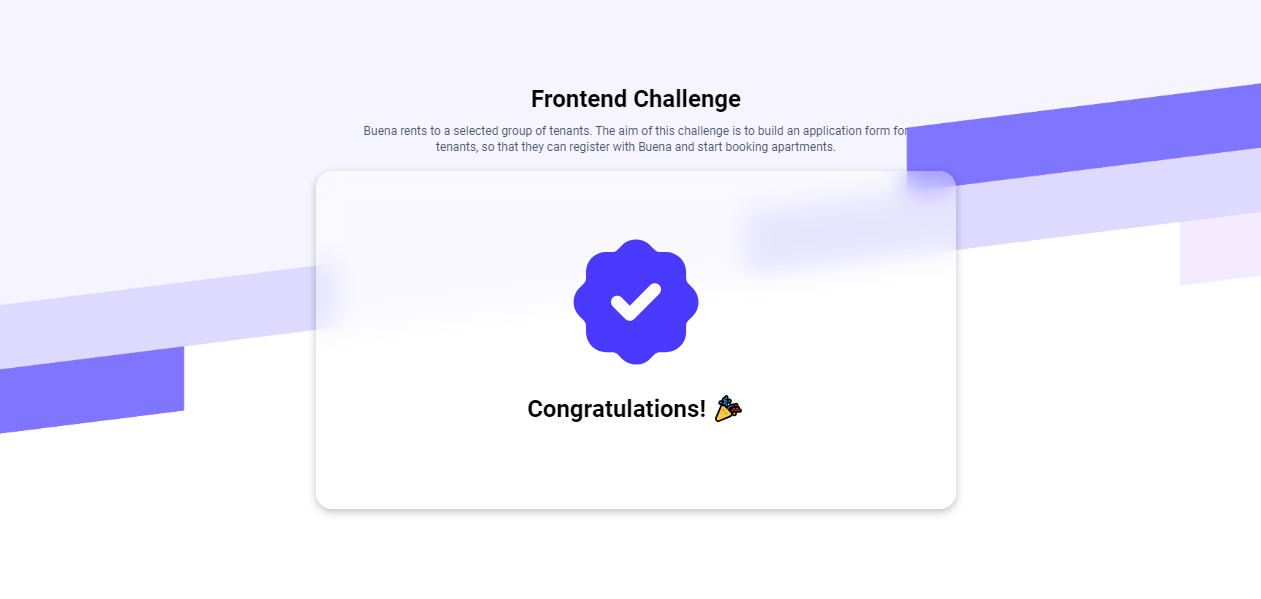 Frontend Challenge
Buena rents to a selected group of tenants. The aim of this challenge is to build an application form for
tenants, so that they can register with Buena and start booking apartments.
Congratulations! 🎉